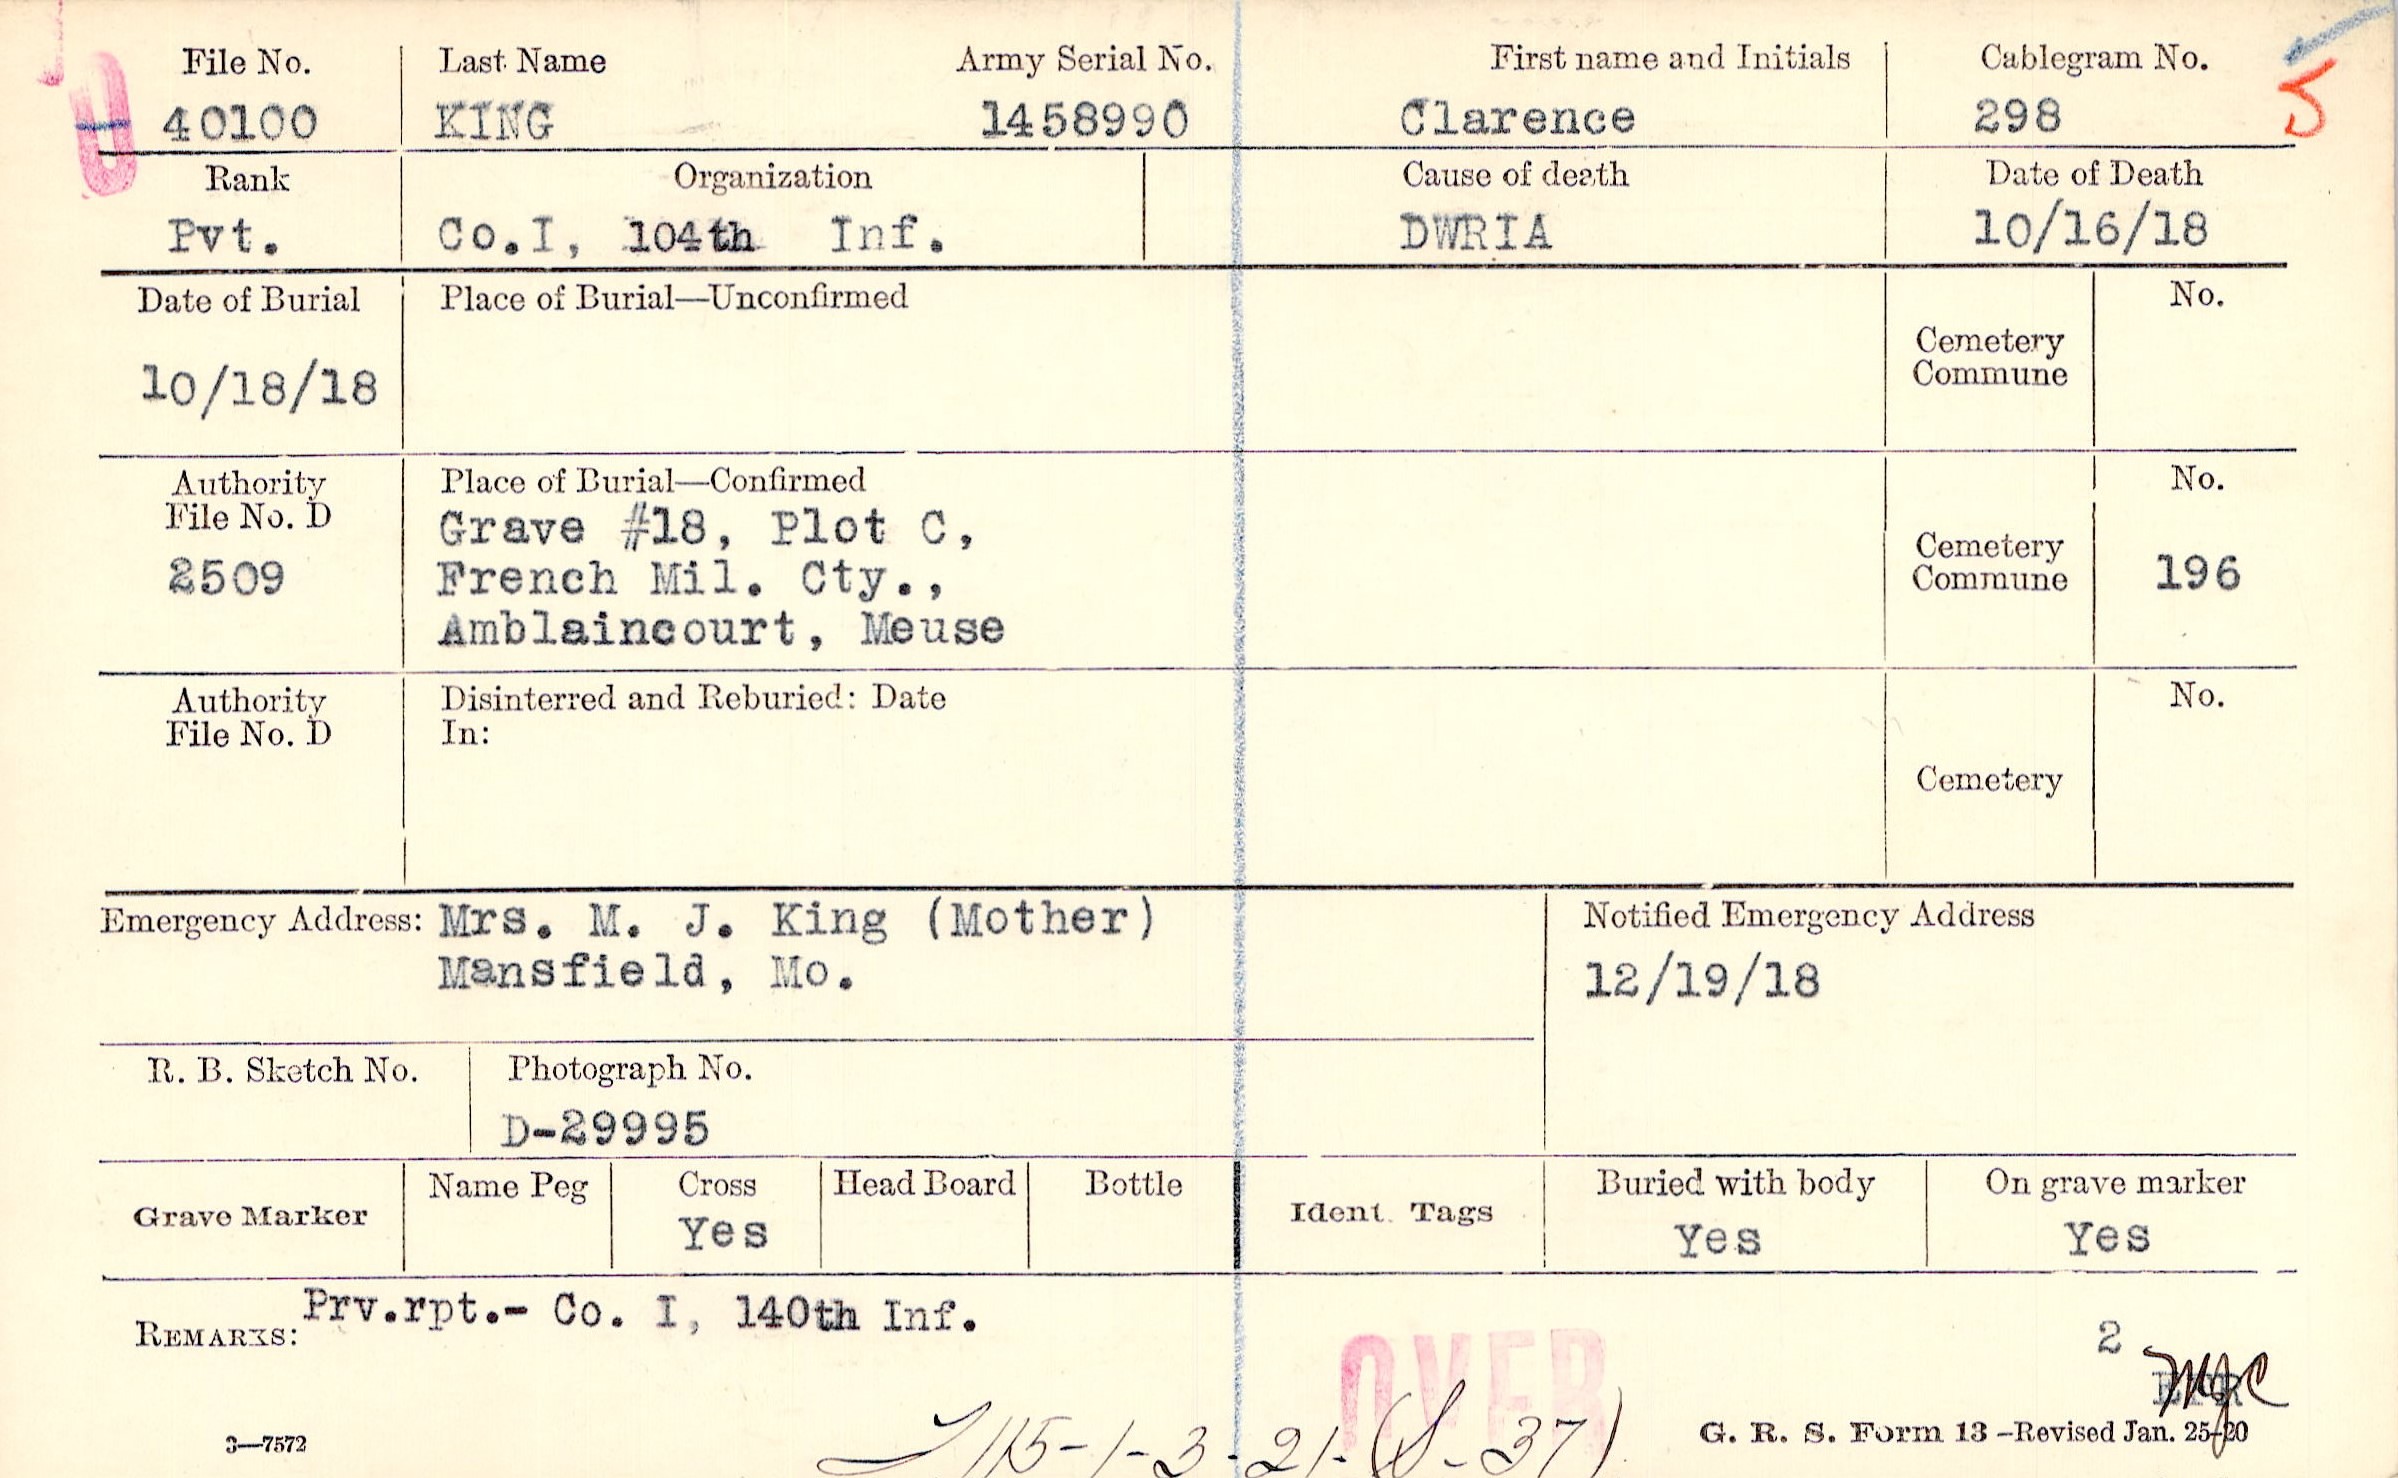 File No. Last Name Army Serial No. First name and Initials Cablegram No.
40100 KING 1458990 Clarence 298 5
Rank Organization Cause of death Date of Death
Pvt. Co.I, 104th Inf. DWRIA 10/16/18
Date of Burial Place of Burial—Unconfirmed No.
Cemetery
Commune
10/18/18
Authority Place of Burial—Confirmed No.
File No. D Grave #18, Plot C,
2509 French Mil. Cty., Cemetery
Commune 196
Amblaincourt, Meuse
Authority Disinterred and Reburied: Date No.
File No. D In:
Cemetery
Emergency Address: Mrs. M. J. King (Mother) Notified Emergency Address
Mansfield, Mo. 12/19/18
R. B. Sketch No. Photograph No.
D-29995
Name Peg Cross Head Board Bottle Buried with body On grave marker
Grave Marker Yes Ident. Tags Yes Yes
REMARKS: Prv.rpt.- Co. I, 140th Inf.
OVER 2
3—7572 G. R. S. Form 13 —Revised Jan. 25-20